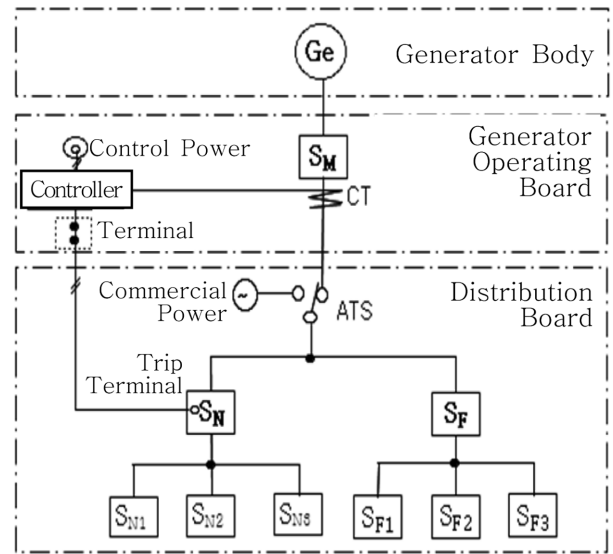 Ge
Generator Body
Control Power
SM
Generator
Operating
Board
Controller
CT
Terminal
Commercial
Power
~
ATS
Distribution
Board
Trip
Terminal
SN
SF
SN1
SN2
SN3
SF1
SF2
SF3